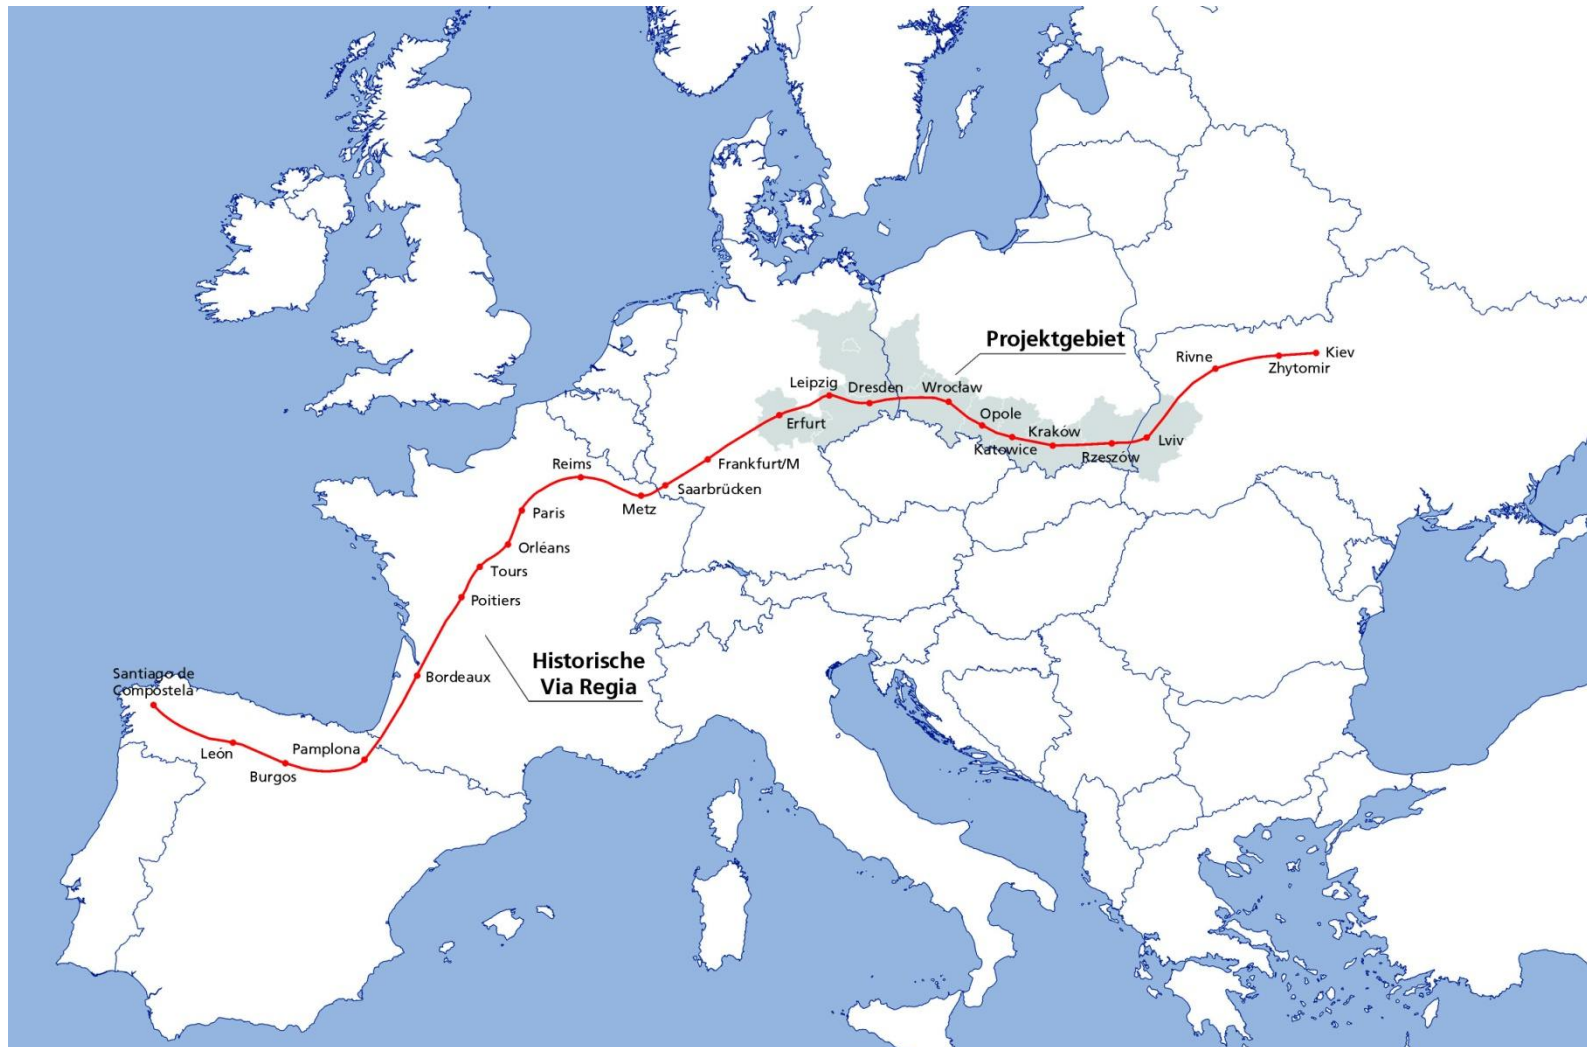 Projektgebiet
Rivne
Kiev
Zhytomir
Leipzig
Dresden
Wrocław
Opole
Erfurt
Kraków
Lviv
Katowice
Rzeszów
Frankfurt/M
Reims
Saarbrücken
Metz
Paris
Orléans
Tours
Poitiers
Historische
Via Regia
Bordeaux
Santiago de
Compostela
Pamplona
León
Burgos